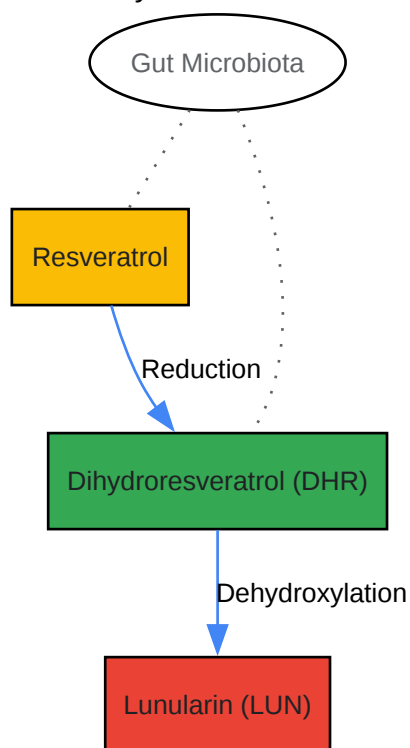 Gut Microbiota
Resveratrol
Reduction
Dihydroresveratrol (DHR)
Dehydroxylation
Lunularin (LUN)